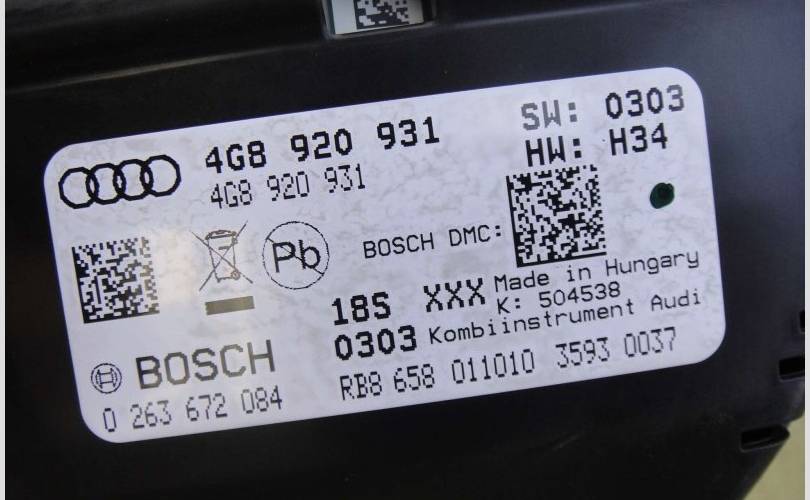 4G8 920 931
4G8 920 931
SW: 0303
HW: H34
Pb
BOSCH DMC:
18S XXX
0303
Made in Hungary
K: 504538
Kombiinstrument Audi
BOSCH
0 263 672 084
RB8 658 011010 3593 0037